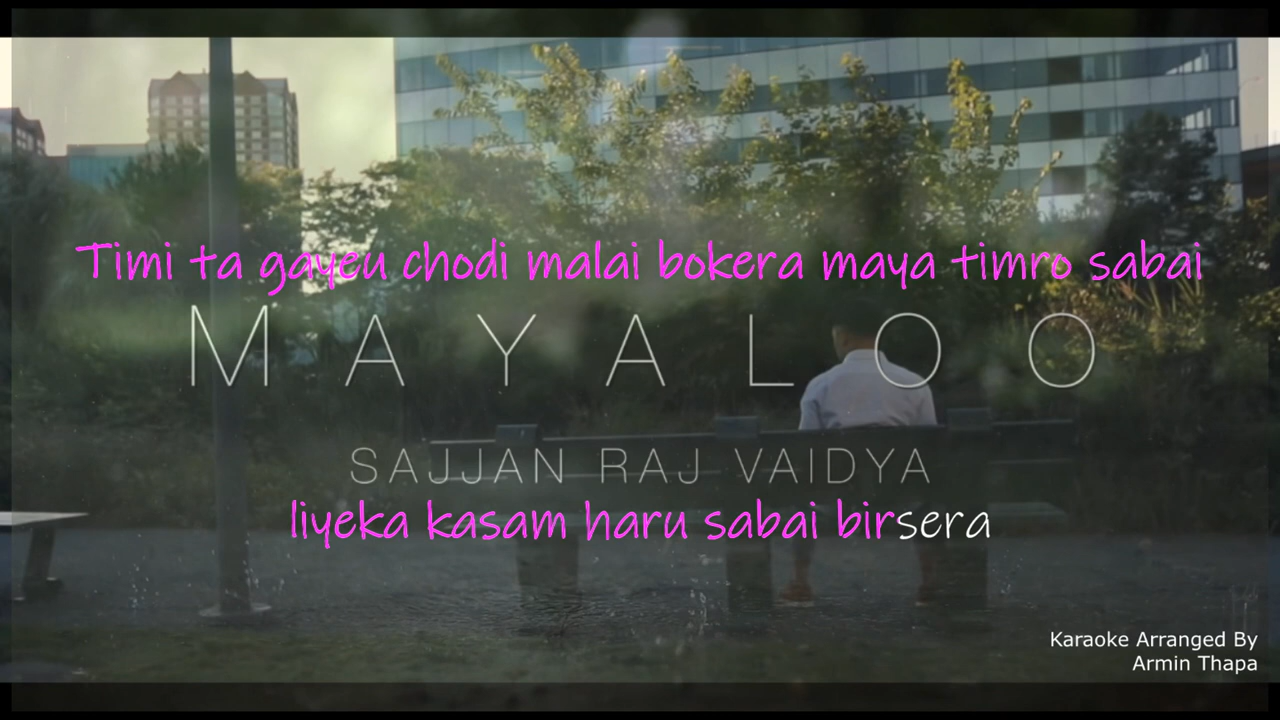 Timi ta gayeu chodi malai bokera maya timro sabai
MAYALOO
SAJJAN RAJ VAIDYA
liyeka kasam haru sabai birsera
Karaoke Arranged By
Armin Thapa